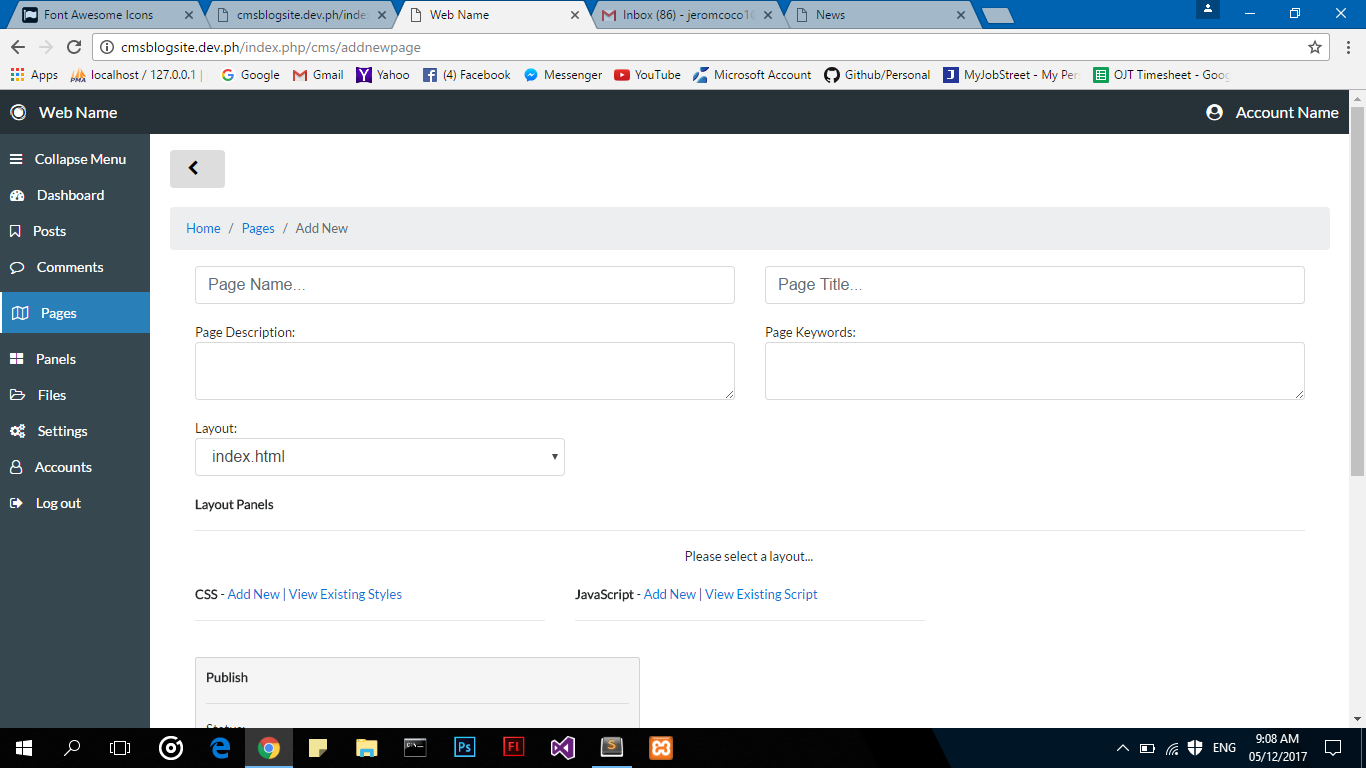 Font Awesome Icons
cmsblogsite.dev.ph/index
Web Name
Inbox (86) - jeromcoco16
News
cmsblogsite.dev.ph/index.php/cms/addnewpage
Apps
localhost / 127.0.0.1 |
Google
Gmail
Yahoo
(4) Facebook
Messenger
YouTube
Microsoft Account
Github/Personal
MyJobStreet - My Per
OJT Timesheet - Goog
Web Name
Account Name
Collapse Menu
Dashboard
Posts
Comments
Pages
Panels
Files
Settings
Accounts
Log out
Home / Pages / Add New
Page Name...
Page Title...
Page Description:
Page Keywords:
Layout:
index.html
Layout Panels
Please select a layout...
CSS - Add New | View Existing Styles
JavaScript - Add New | View Existing Script
Publish
Status:
ENG
9:08 AM
05/12/2017